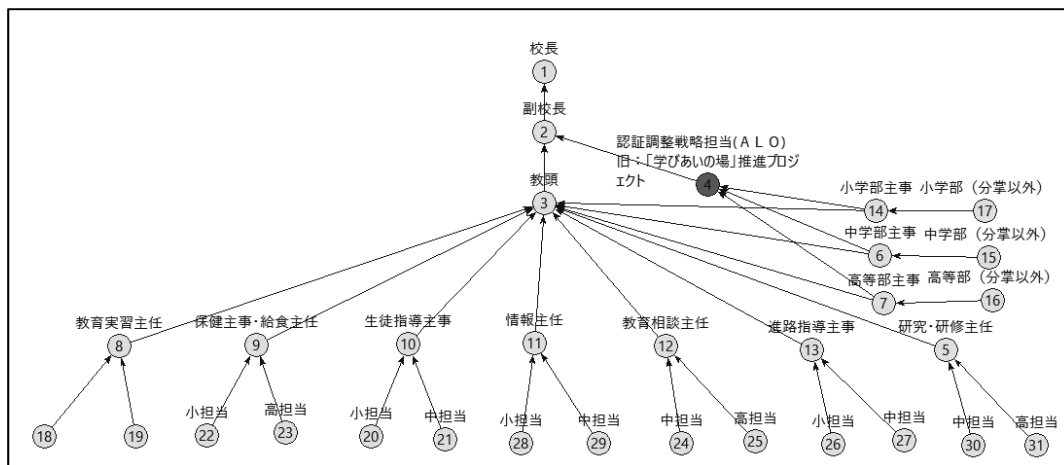 校長
1
副校長
2
認証調整戦略担当(ＡＬＯ)
旧：「学びあいの場」推進プロジ
ェクト
4
教頭
3
小学部主事 小学部（分掌以外）
14 17
中学部主事 中学部（分掌以外）
6 15
高等部主事 高等部（分掌以外）
7 16
教育実習主任 保健主事・給食主任 生徒指導主事 情報主任 教育相談主任 進路指導主事 研究・研修主任
8 9 10 11 12 13 5
小担当 高担当 小担当 中担当 小担当 中担当 中担当 高担当 小担当 中担当 中担当 高担当
18 19 22 23 20 21 28 29 24 25 26 27 30 31